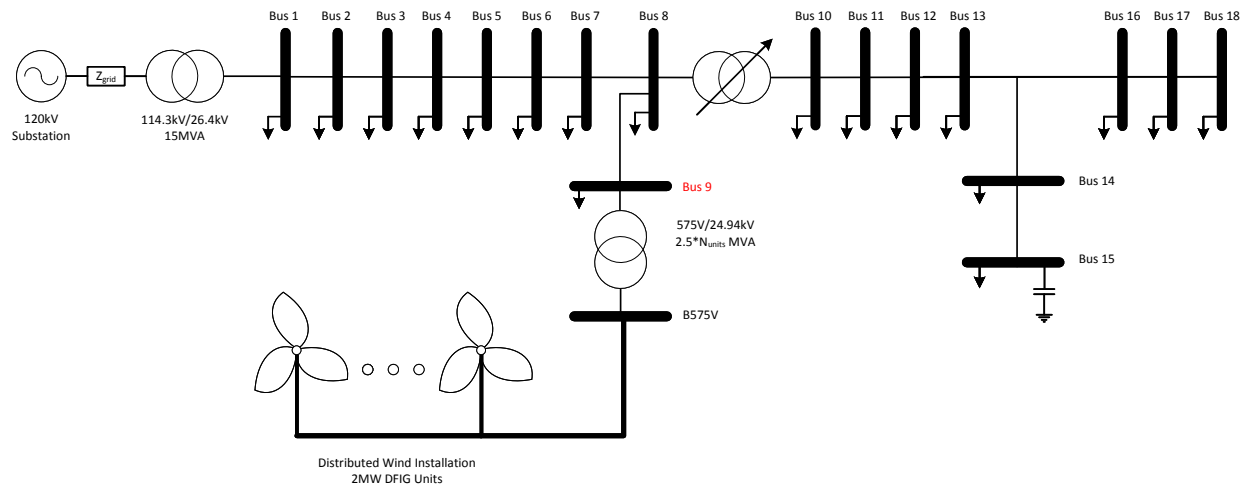 Bus 1
Bus 2
Bus 3
Bus 4
Bus 5
Bus 6
Bus 7
Bus 8
Bus 10
Bus 11
Bus 12
Bus 13
Bus 16
Bus 17
Bus 18
Zgrid
120kV
Substation
114.3kV/26.4kV
15MVA
Bus 9
Bus 14
575V/24.94kV
2.5*Nunits MVA
Bus 15
B575V
Distributed Wind Installation
2MW DFIG Units